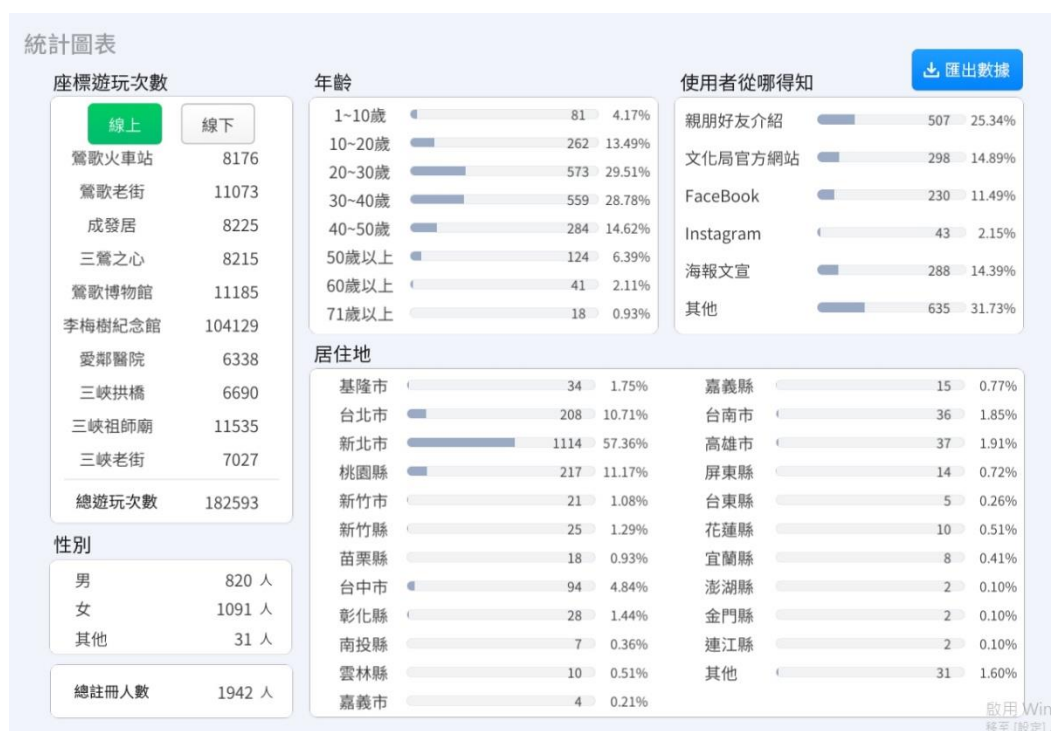 統計圖表
匯出數據
座標遊玩次數
線上 線下
鶯歌火車站 8176
鶯歌老街 11073
成發居 8225
三鶯之心 8215
鶯歌博物館 11185
李梅樹紀念館 104129
愛鄰醫院 6338
三峽拱橋 6690
三峽祖師廟 11535
三峽老街 7027
總遊玩次數 182593
性別
男 820 人
女 1091 人
其他 31 人
總註冊人數 1942 人
年齡
1~10歲 81 4.17%
10~20歲 262 13.49%
20~30歲 573 29.51%
30~40歲 559 28.78%
40~50歲 284 14.62%
50歲以上 124 6.39%
60歲以上 41 2.11%
71歲以上 18 0.93%
使用者從哪得知
親朋好友介紹 507 25.34%
文化局官方網站 298 14.89%
FaceBook 230 11.49%
Instagram 43 2.15%
海報文宣 288 14.39%
其他 635 31.73%
居住地
基隆市 34 1.75%
台北市 208 10.71%
新北市 1114 57.36%
桃園縣 217 11.17%
新竹市 21 1.08%
新竹縣 25 1.29%
苗栗縣 18 0.93%
台中市 94 4.84%
彰化縣 28 1.44%
南投縣 7 0.36%
雲林縣 10 0.51%
嘉義市 4 0.21%
嘉義縣 15 0.77%
台南市 36 1.85%
高雄市 37 1.91%
屏東縣 14 0.72%
台東縣 5 0.26%
花蓮縣 10 0.51%
宜蘭縣 8 0.41%
澎湖縣 2 0.10%
金門縣 2 0.10%
連江縣 2 0.10%
其他 31 1.60%
啟用 Win
移至 [設定]